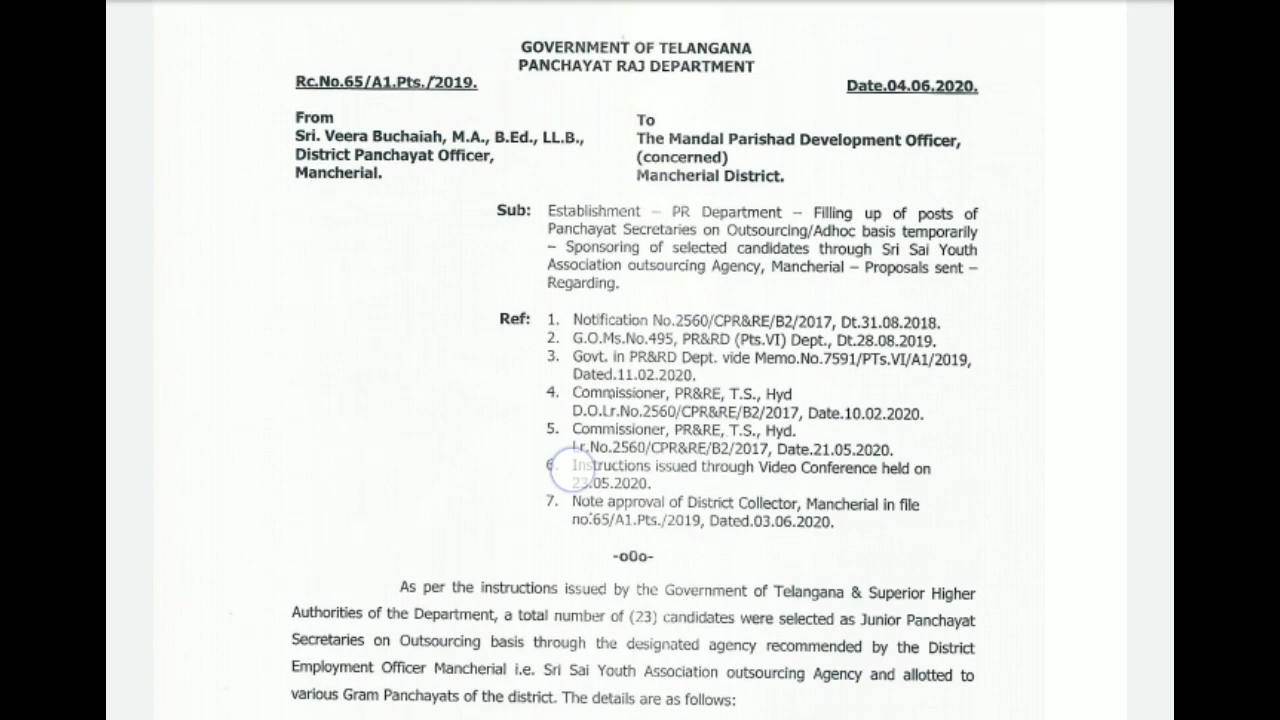 GOVERNMENT OF TELANGANA
PANCHAYAT RAJ DEPARTMENT
Rc.No.65/A1.Pts./2019.
Date.04.06.2020.
From
Sri. Veera Buchaiah, M.A., B.Ed., LL.B.,
District Panchayat Officer,
Mancherial.
To
The Mandal Parishad Development Officer,
(concerned)
Mancherial District.
Sub: Establishment – PR Department – Filling up of posts of
Panchayat Secretaries on Outsourcing/Adhoc basis temporarily
– Sponsoring of selected candidates through Sri Sai Youth
Association outsourcing Agency, Mancherial – Proposals sent –
Regarding.
Ref: 1. Notification No.2560/CPR&RE/B2/2017, Dt.31.08.2018.
2. G.O.Ms.No.495, PR&RD (Pts.VI) Dept., Dt.28.08.2019.
3. Govt. in PR&RD Dept. vide Memo.No.7591/PTs.VI/A1/2019,
Dated.11.02.2020.
4. Commissioner, PR&RE, T.S., Hyd
D.O.Lr.No.2560/CPR&RE/B2/2017, Date.10.02.2020.
5. Commissioner, PR&RE, T.S., Hyd.
Lr.No.2560/CPR&RE/B2/2017, Date.21.05.2020.
6. Instructions issued through Video Conference held on
23.05.2020.
7. Note approval of District Collector, Mancherial in file
no.65/A1.Pts./2019, Dated.03.06.2020.
-o0o-
As per the instructions issued by the Government of Telangana & Superior Higher
Authorities of the Department, a total number of (23) candidates were selected as Junior Panchayat
Secretaries on Outsourcing basis through the designated agency recommended by the District
Employment Officer Mancherial i.e. Sri Sai Youth Association outsourcing Agency and allotted to
various Gram Panchayats of the district. The details are as follows: